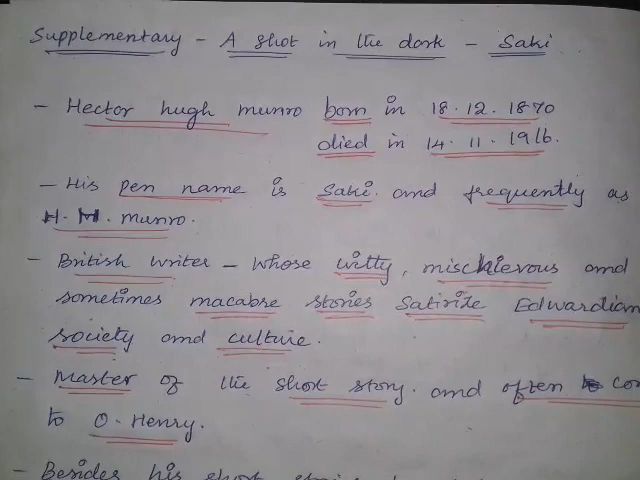 Supplementary - A shot in the dark - Saki
- Hector hugh munro born in 18.12.1870
died in 14.11.1916.
- His pen name is Saki. and frequently as
H.H. munro.
- British writer - whose witty, mischievous and
sometimes macabre stories satirize Edwardian
society and culture.
- Master of the short story. and often
to O. Henry.
- Besides his short